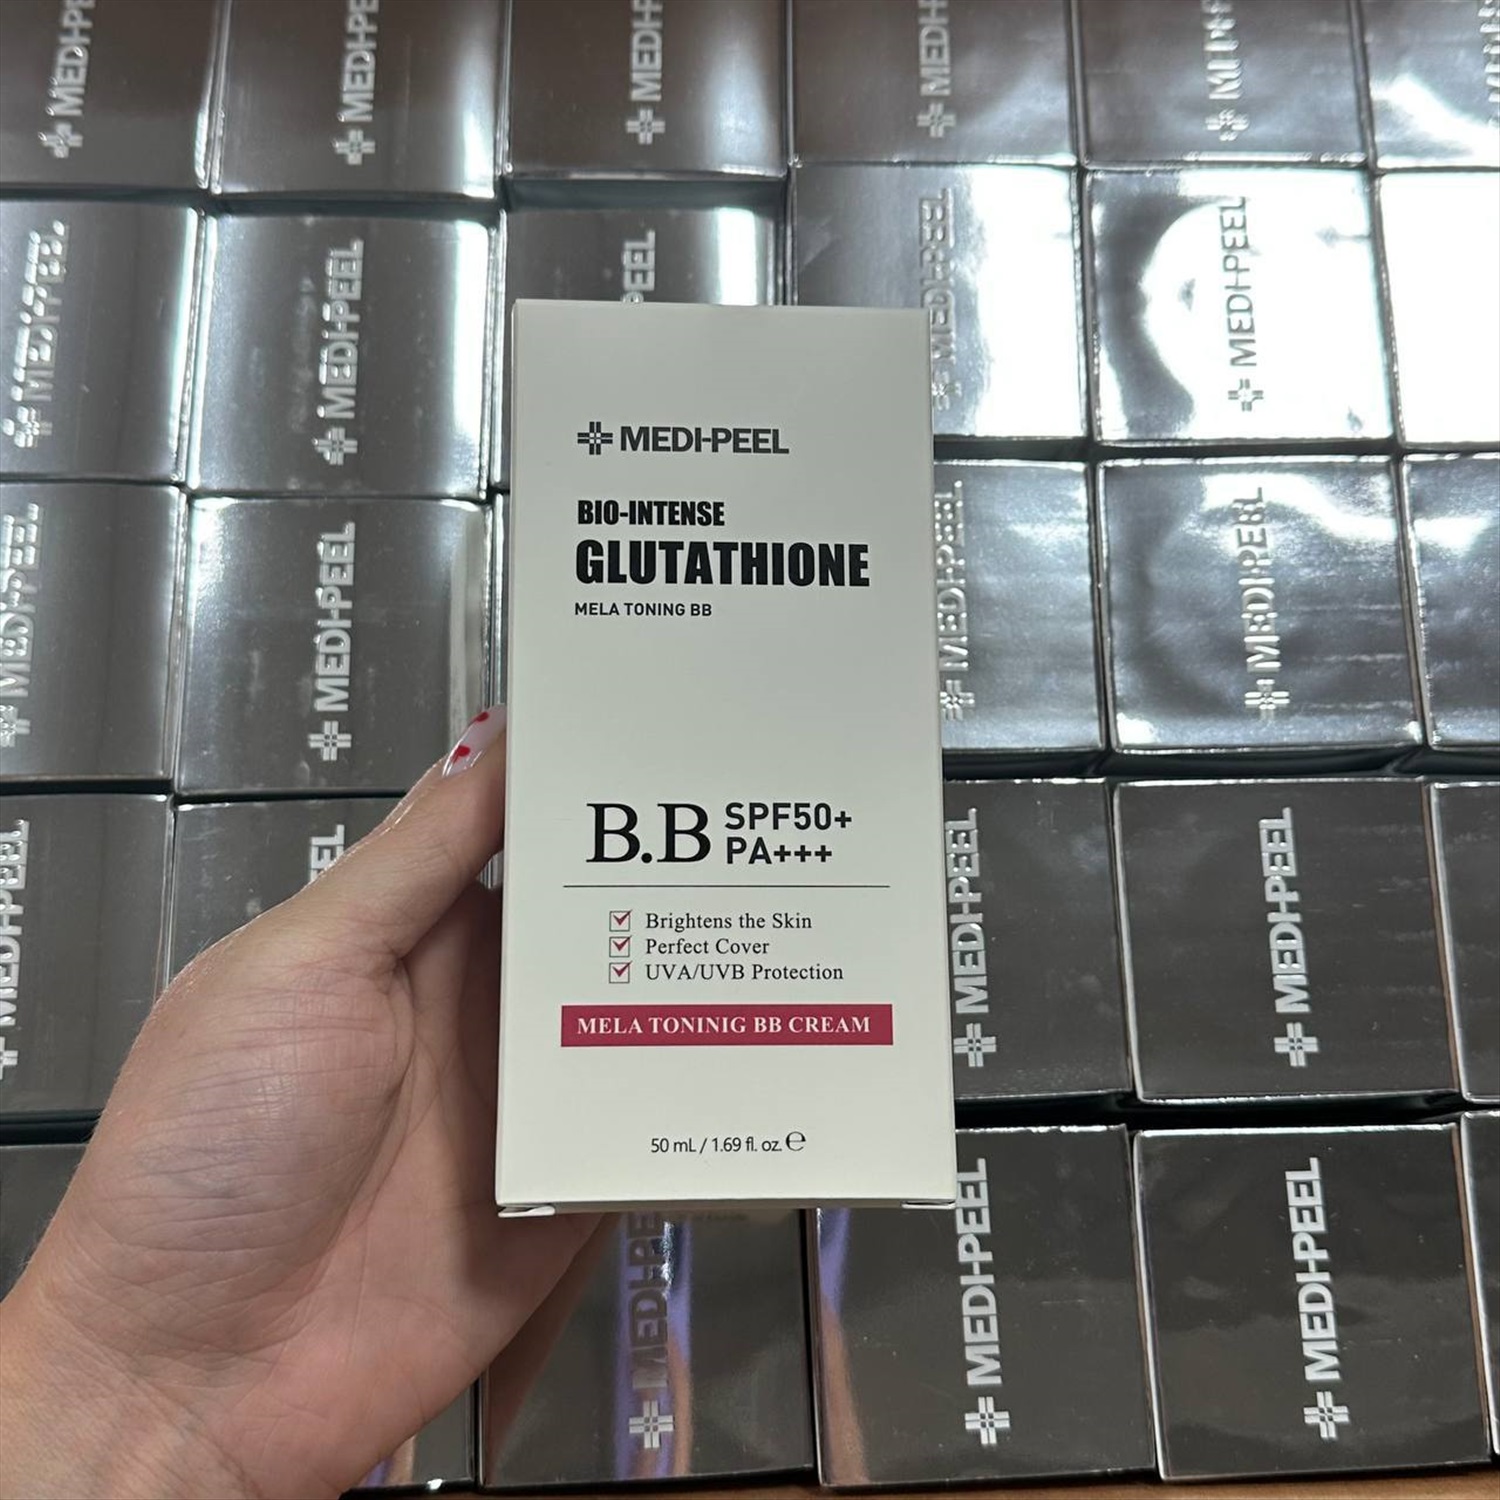 MEDI-PEEL
BIO-INTENSE
GLUTATHIONE
MELA TONING BB
B.B SPF50+
PA+++
Brightens the Skin
Perfect Cover
UVA/UVB Protection
MELA TONINIG BB CREAM
50 mL / 1.69 fl. oz. e
MEDI-PEEL
MEDI-PEEL
MEDI-PEEL
MEDI-PEEL
MEDI-PEEL
MEDI-PEEL
MEDI-PEEL
MEDI-PEEL
MEDI-PEEL
MEDI-PEEL
MEDI-PEEL
MEDI-PEEL
MEDI-PEEL